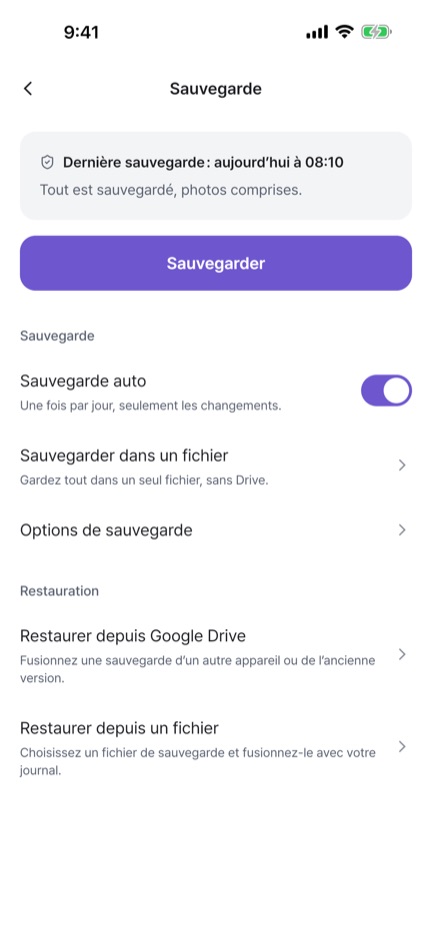 9:41
Sauvegarde
Dernière sauvegarde : aujourd’hui à 08:10
Tout est sauvegardé, photos comprises.
Sauvegarder
Sauvegarde
Sauvegarde auto
Une fois par jour, seulement les changements.
Sauvegarder dans un fichier
Gardez tout dans un seul fichier, sans Drive.
Options de sauvegarde
Restauration
Restaurer depuis Google Drive
Fusionnez une sauvegarde d’un autre appareil ou de l’ancienne
version.
Restaurer depuis un fichier
Choisissez un fichier de sauvegarde et fusionnez-le avec votre
journal.